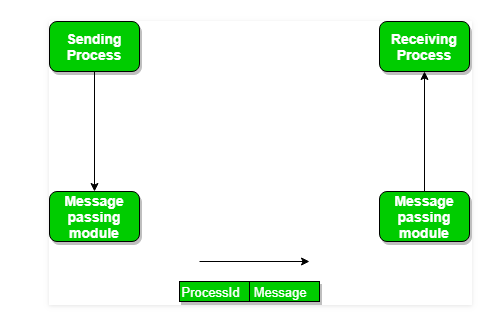 Sending
Process
Receiving
Process
Message
passing
module
Message
passing
module
ProcessId Message